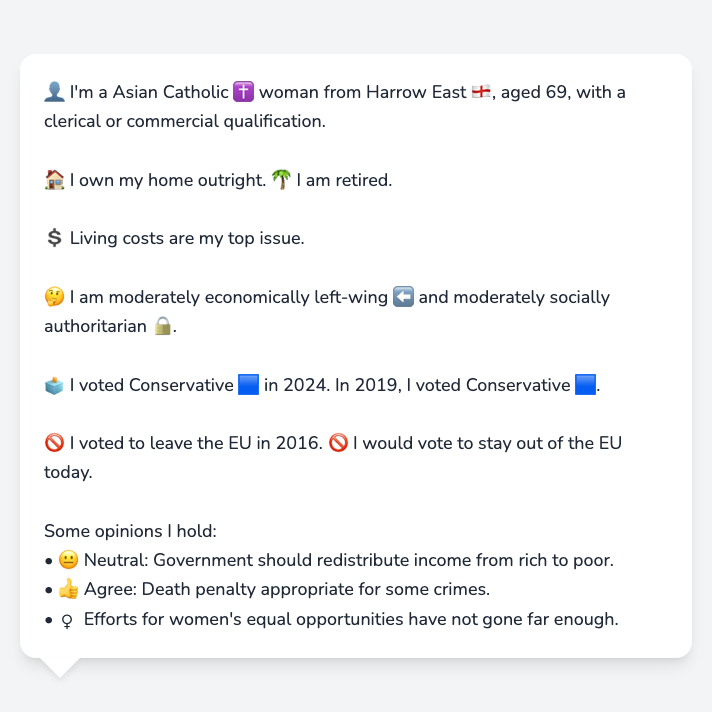 👤 I'm a Asian Catholic ✝️ woman from Harrow East 🏴󠁧󠁢󠁥󠁮󠁧󠁿, aged 69, with a
clerical or commercial qualification.
🏠 I own my home outright. 🌴 I am retired.
💲 Living costs are my top issue.
🤔 I am moderately economically left-wing ⬅️ and moderately socially
authoritarian 🔒.
🗳️ I voted Conservative 🟦 in 2024. In 2019, I voted Conservative 🟦.
🚫 I voted to leave the EU in 2016. 🚫 I would vote to stay out of the EU
today.
Some opinions I hold:
• 😐 Neutral: Government should redistribute income from rich to poor.
• 👍 Agree: Death penalty appropriate for some crimes.
• ♀ Efforts for women's equal opportunities have not gone far enough.